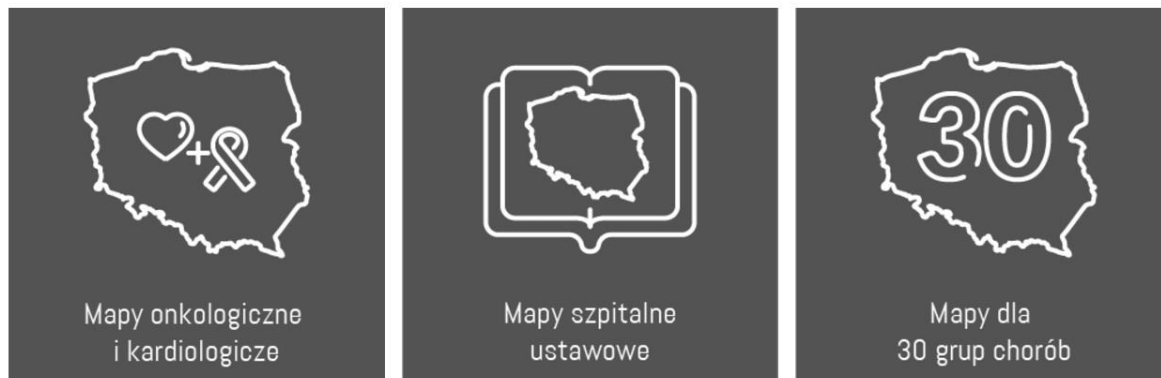 Mapy onkologiczne
i kardiologicze
Mapy szpitalne
ustawowe
30
Mapy dla
30 grup chorób